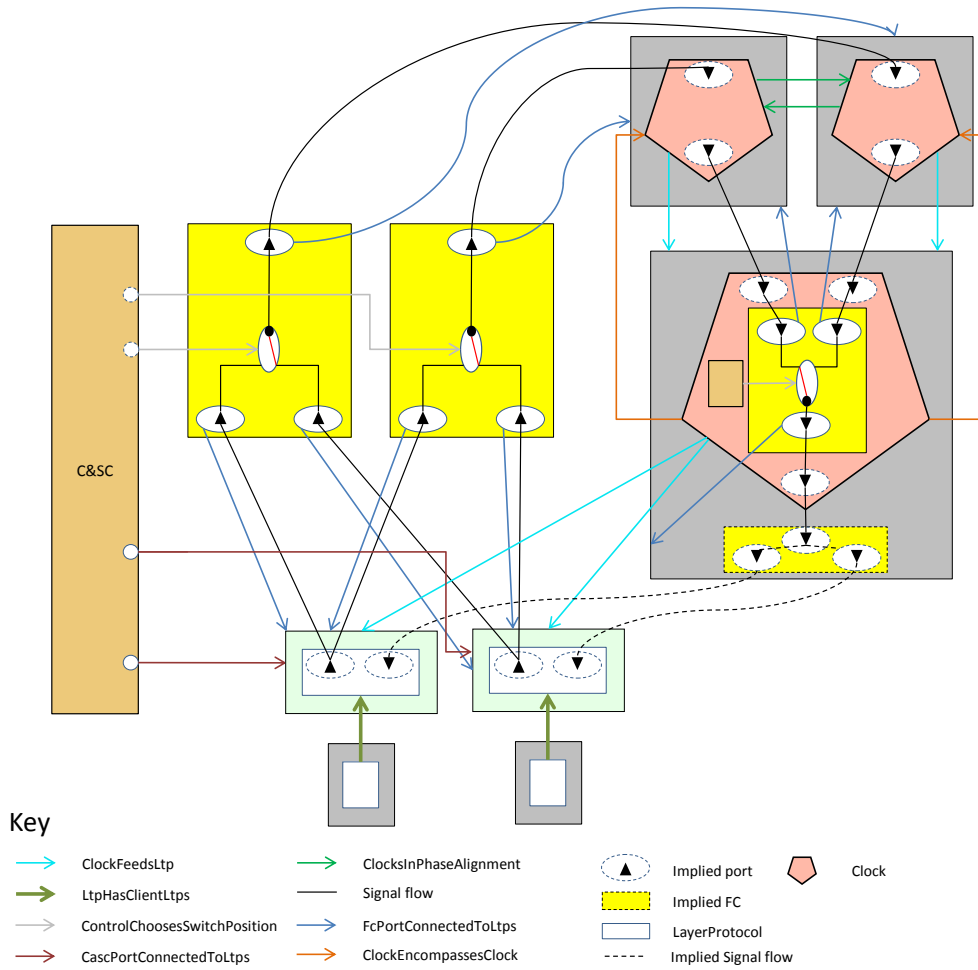 C&SC
Key
ClockFeedsLtp
LtpHasClientLtps
ControlChoosesSwitchPosition
CascPortConnectedToLtps
ClocksInPhaseAlignment
Signal flow
FcPortConnectedToLtps
ClockEncompassesClock
Implied port
Implied FC
LayerProtocol
Implied Signal flow
Clock